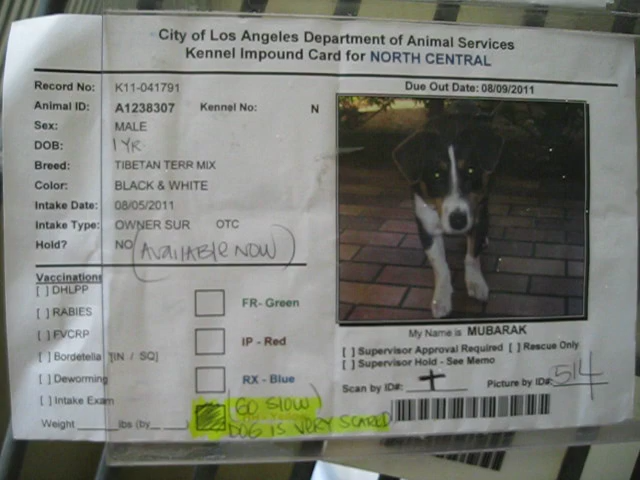 City of Los Angeles Department of Animal Services
Kennel Impound Card for NORTH CENTRAL
Record No: K11-041791
Due Out Date: 08/09/2011
Animal ID: A1238307 Kennel No: N
Sex: MALE
DOB: 1 YR
Breed: TIBETAN TERR MIX
Color: BLACK & WHITE
Intake Date: 08/05/2011
Intake Type: OWNER SUR OTC
Hold? NO (AVAILABLE NOW)
Vaccinations
[ ] DHLPP
[ ] RABIES
[ ] FVCRP
[ ] Bordetella [IN / SQ]
[ ] Deworming
[ ] Intake Exam
Weight ____ lbs (by__ __)
FR- Green
IP - Red
RX - Blue
(GO SLOW)
DOG IS VERY SCARED
My Name is MUBARAK
[ ] Supervisor Approval Required [ ] Rescue Only
[ ] Supervisor Hold - See Memo
Scan by ID#: + Picture by ID#: 514